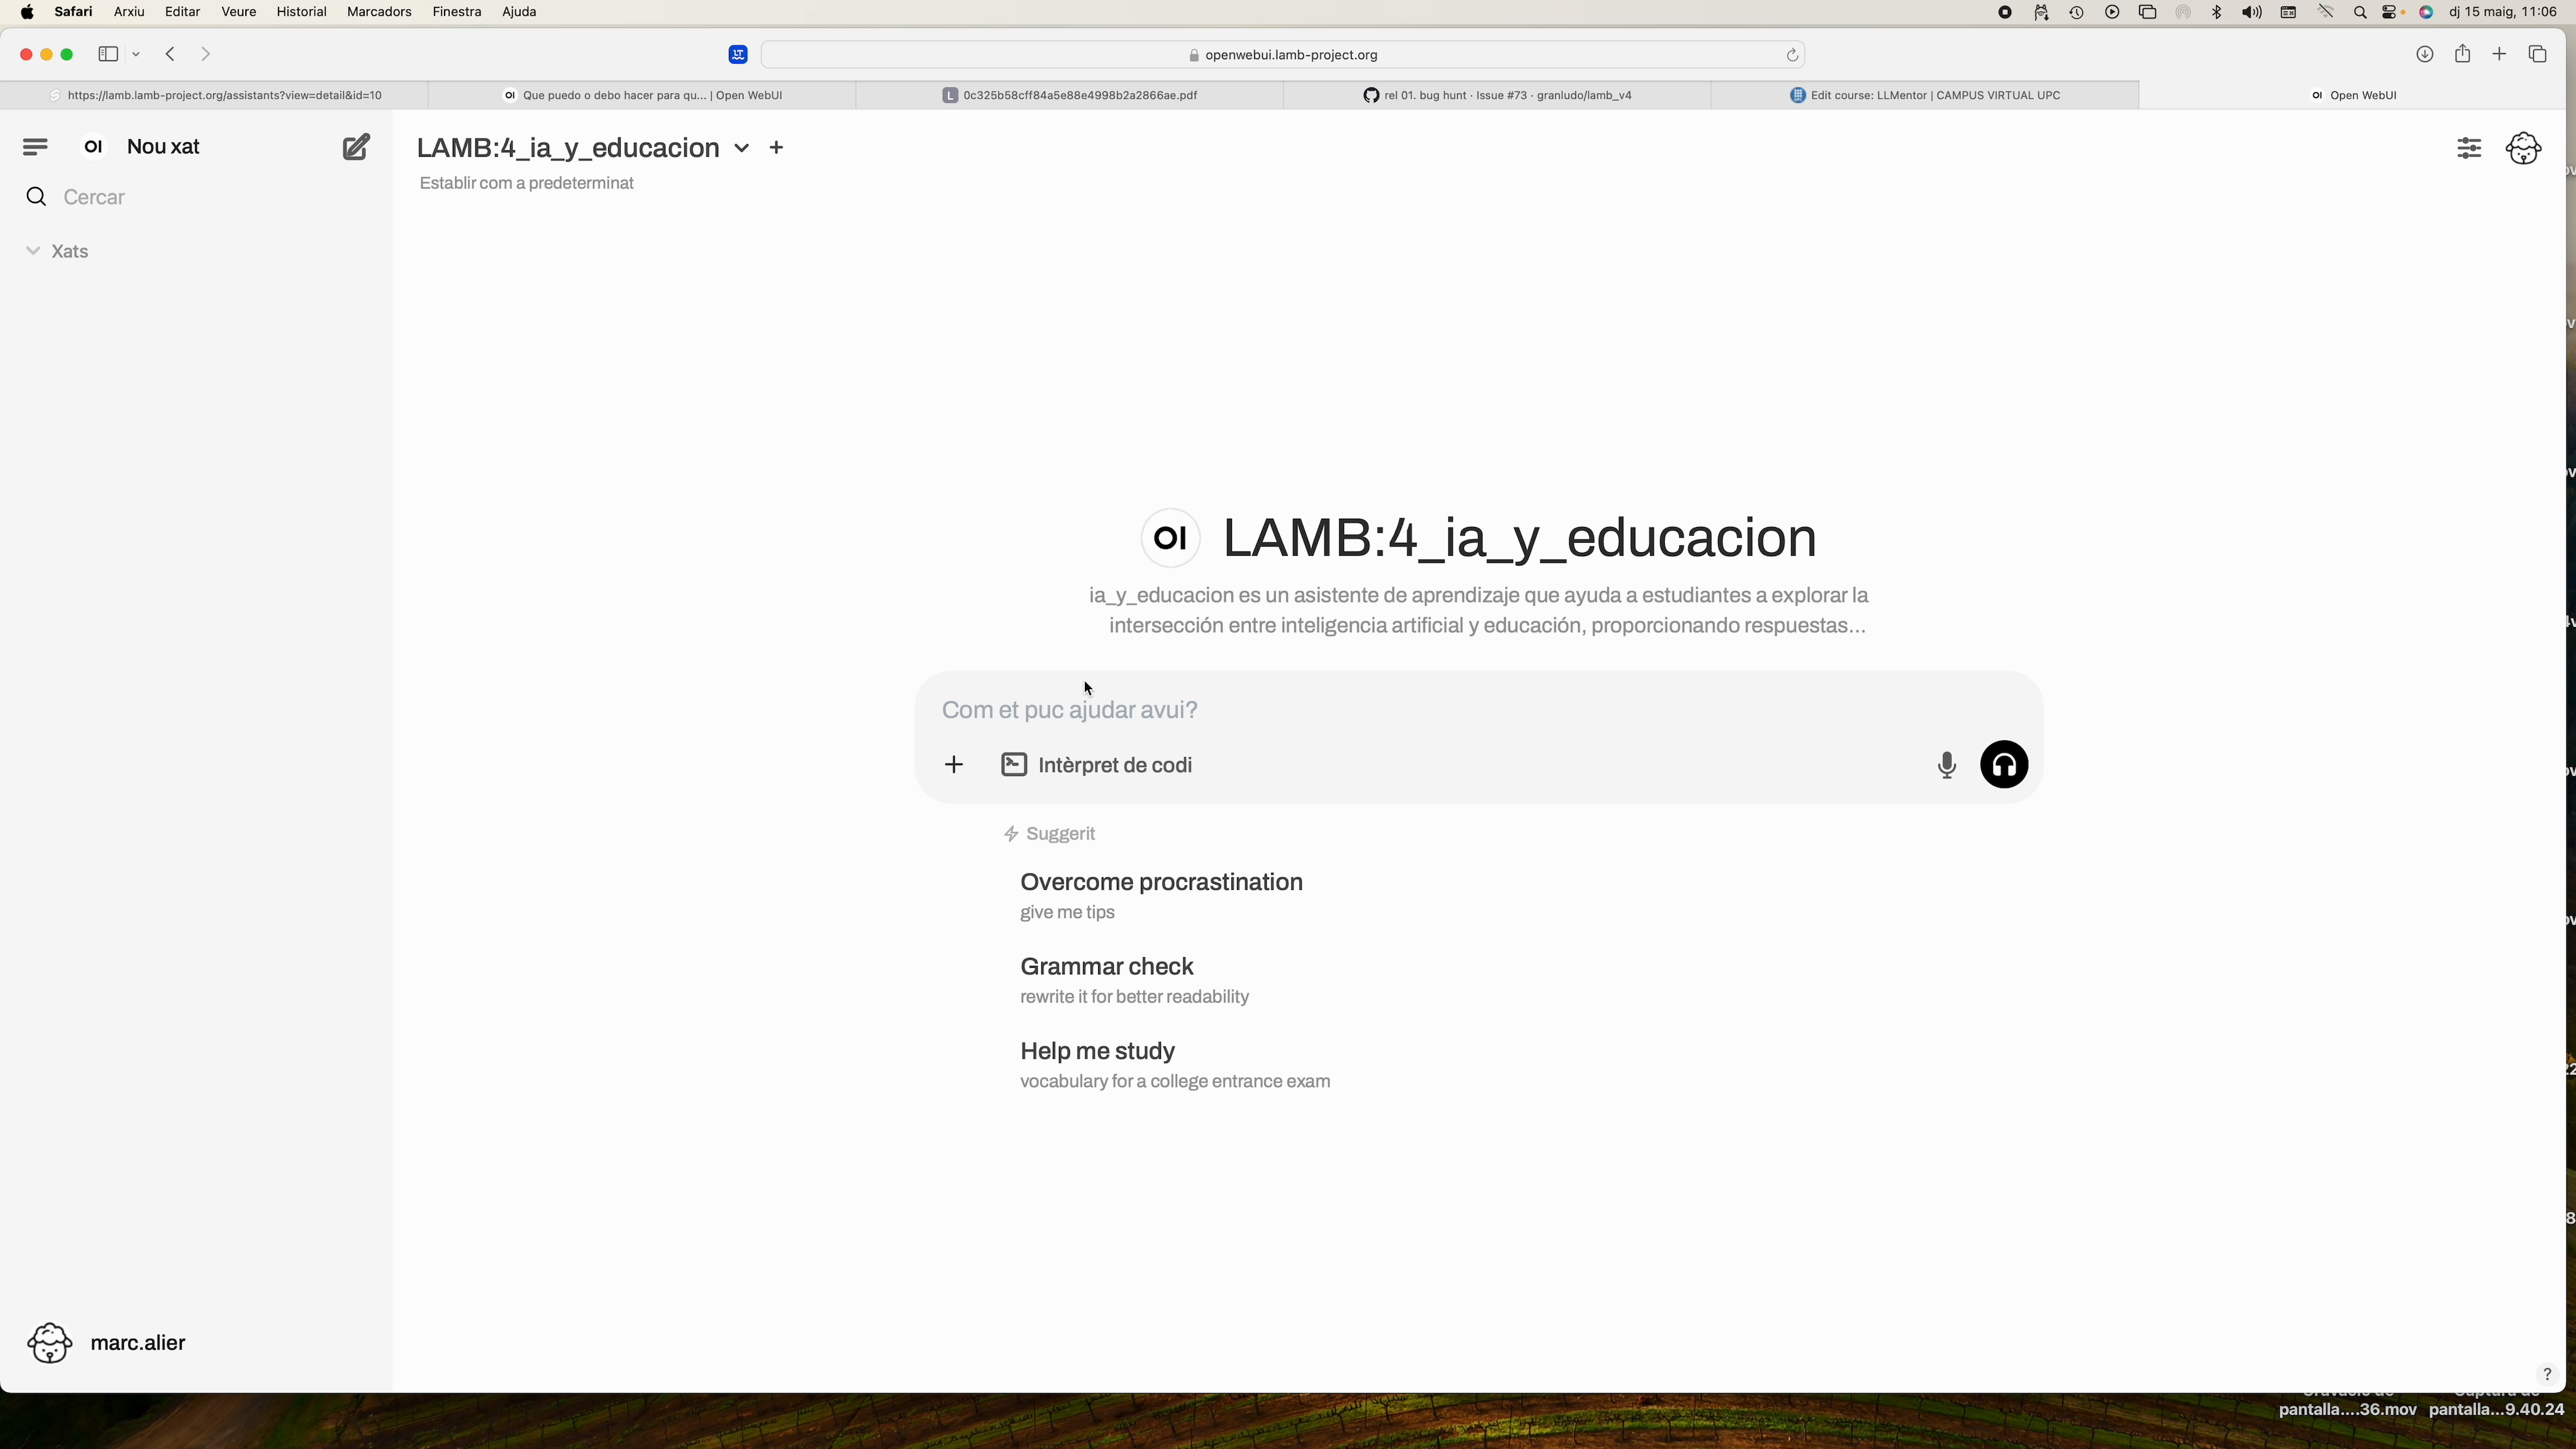 Safari Arxiu Editar Veure Historial Marcadors Finestra Ajuda
dj 15 maig, 11:06
openwebui.lamb-project.org
https://lamb.lamb-project.org/assistants?view=detail&id=10
OI Que puedo o debo hacer para qu... | Open WebUI
L 0c325b58cff84a5e88e4998b2a2866ae.pdf
rel 01. bug hunt · Issue #73 · granludo/lamb_v4
Edit course: LLMentor | CAMPUS VIRTUAL UPC
OI Open WebUI
OI Nou xat
Cercar
Xats
LAMB:4_ia_y_educacion
Establir com a predeterminat
OI LAMB:4_ia_y_educacion
ia_y_educacion es un asistente de aprendizaje que ayuda a estudiantes a explorar la
intersección entre inteligencia artificial y educación, proporcionando respuestas...
Com et puc ajudar avui?
Intèrpret de codi
Suggerit
Overcome procrastination
give me tips
Grammar check
rewrite it for better readability
Help me study
vocabulary for a college entrance exam
marc.alier
?
pantalla....36.mov pantalla...9.40.24